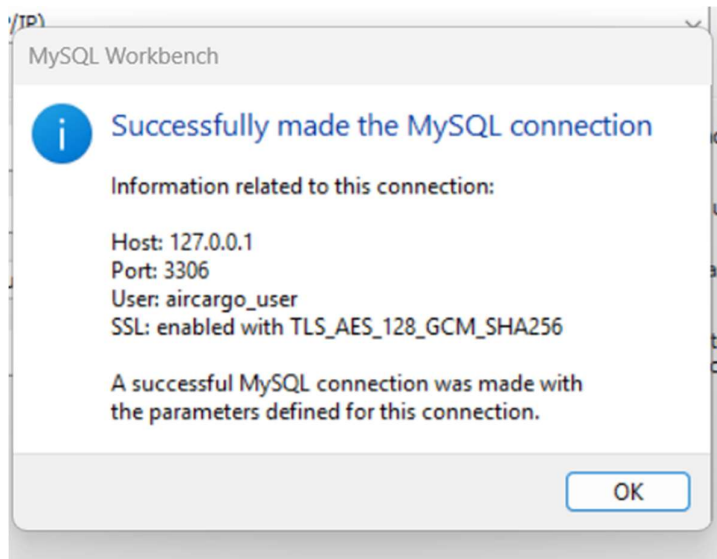 /IP)
MySQL Workbench
Successfully made the MySQL connection
Information related to this connection:
Host: 127.0.0.1
Port: 3306
User: aircargo_user
SSL: enabled with TLS_AES_128_GCM_SHA256
A successful MySQL connection was made with
the parameters defined for this connection.
OK